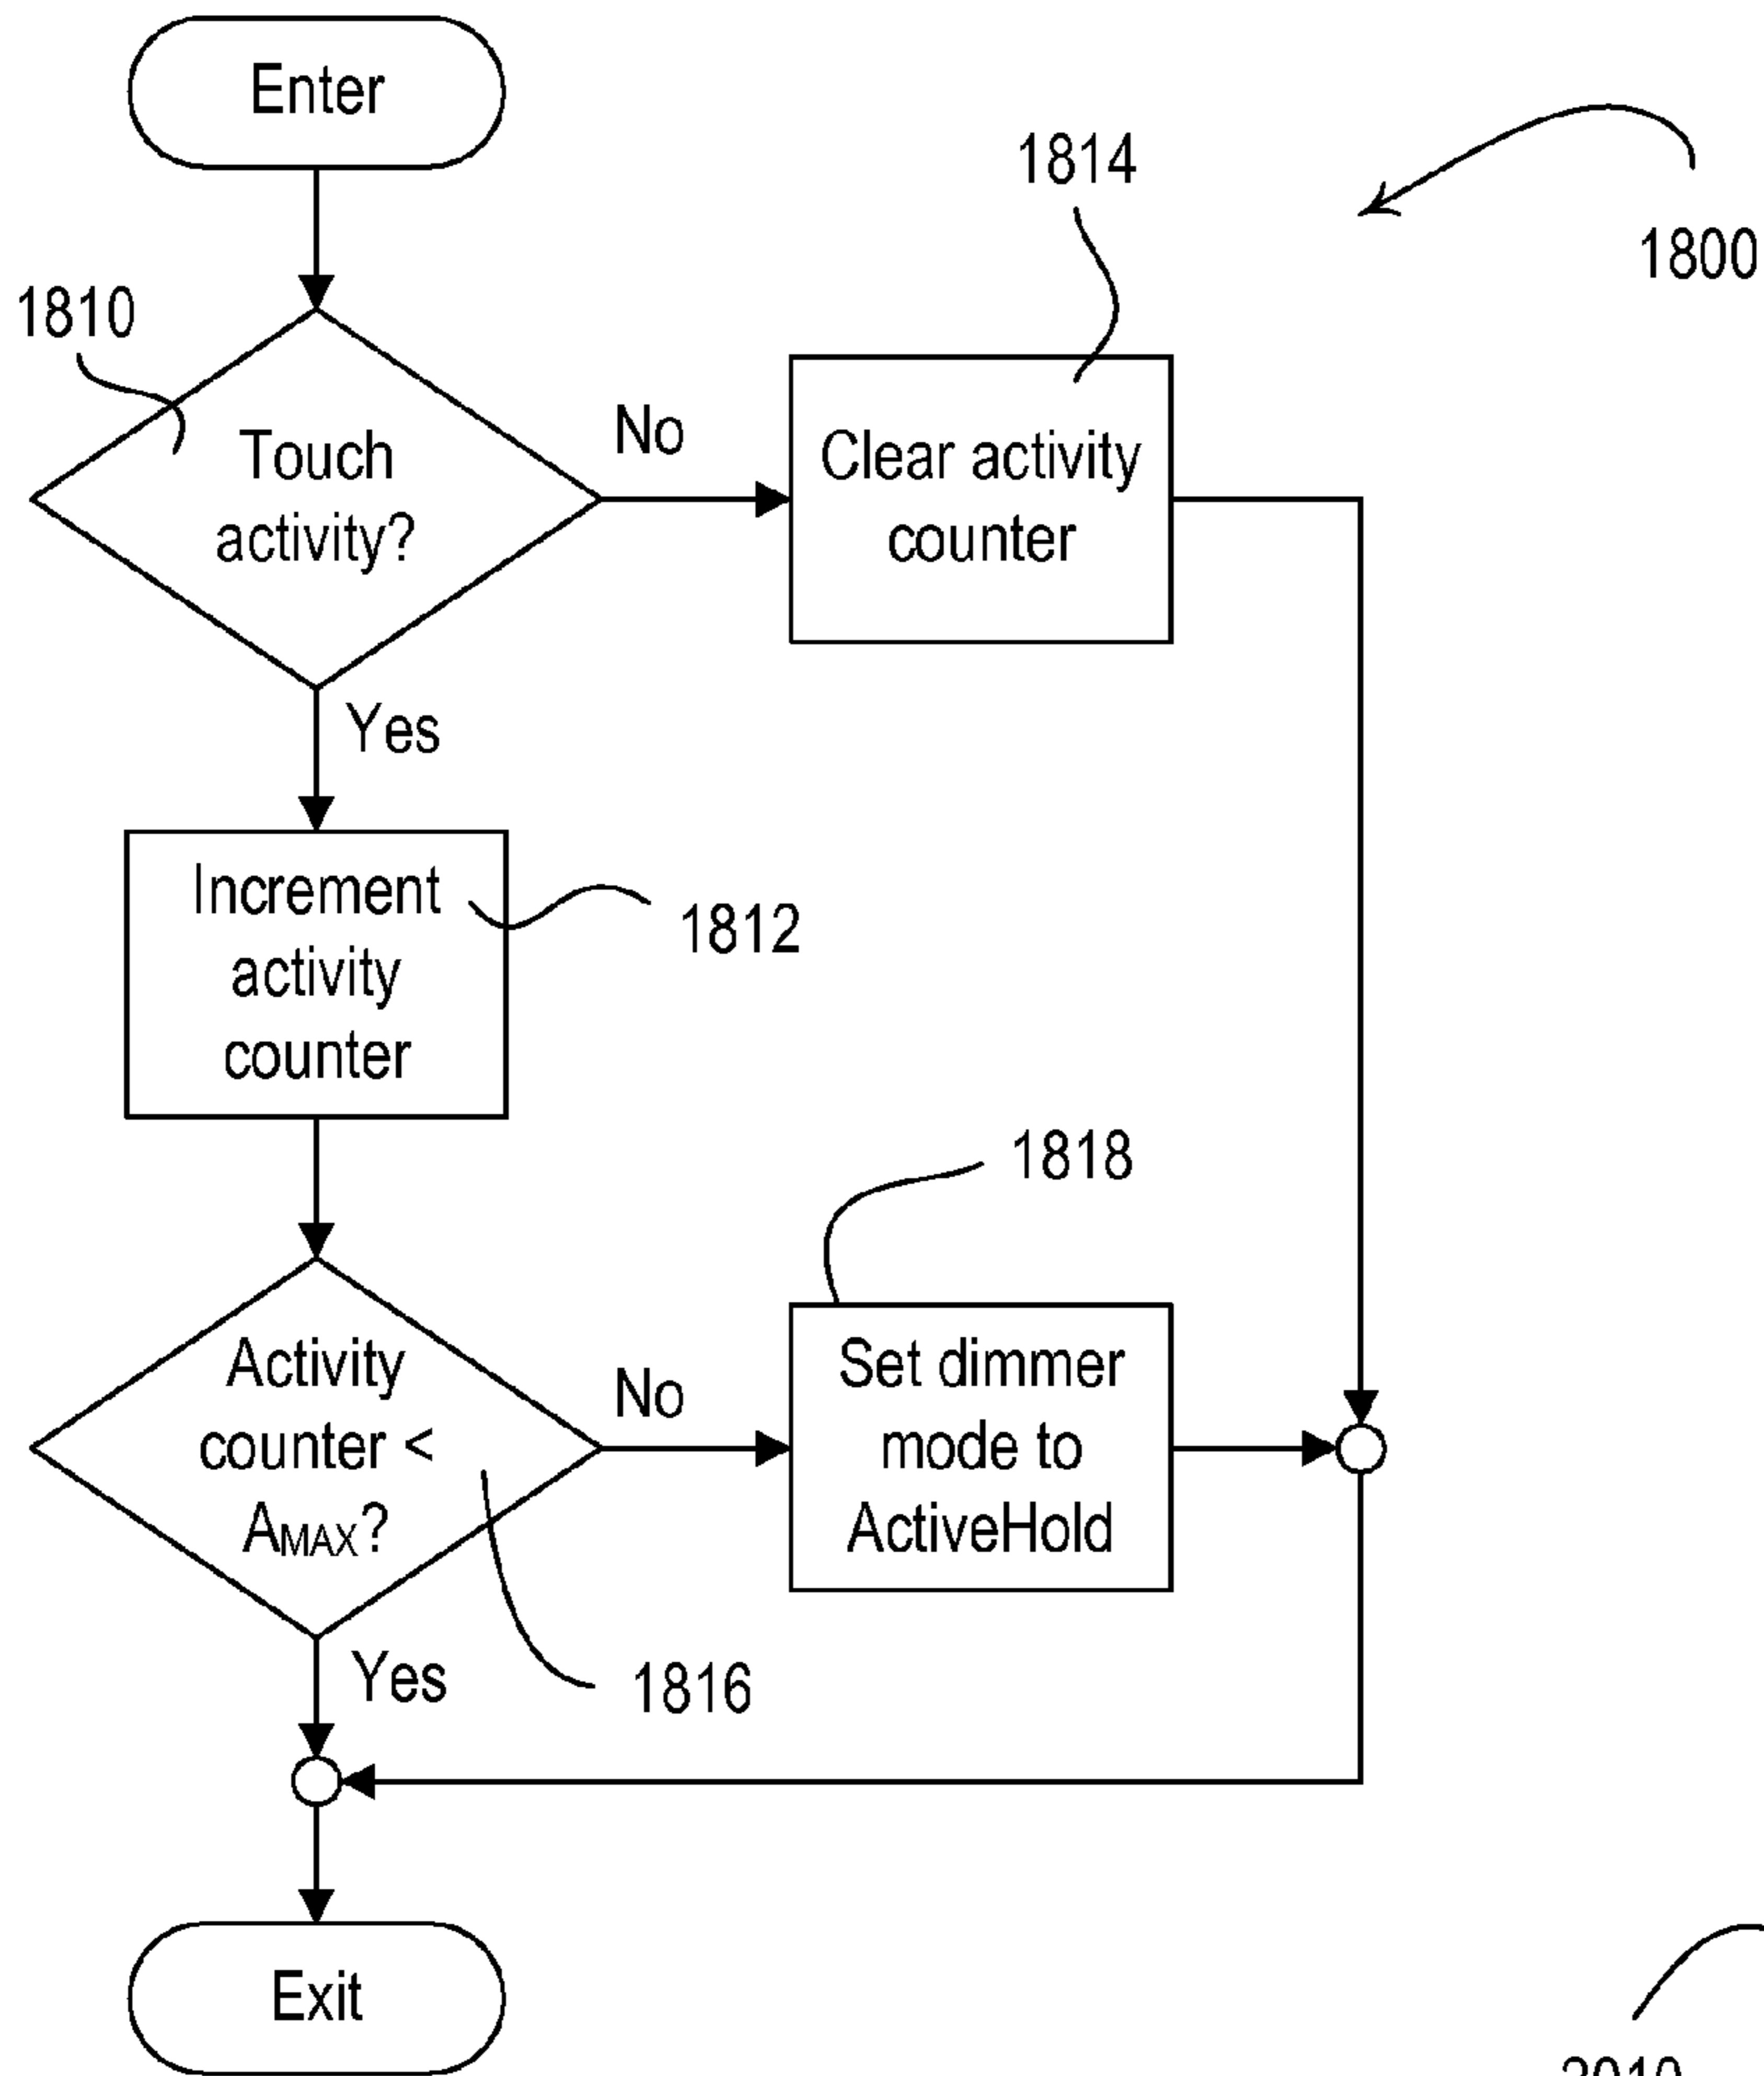 Enter
1814
1800
1810
Touch
activity?
No
Clear activity
counter
Yes
Increment
activity
counter
1812
1818
Activity
counter <
AMAX?
No
Set dimmer
mode to
ActiveHold
Yes
1816
Exit